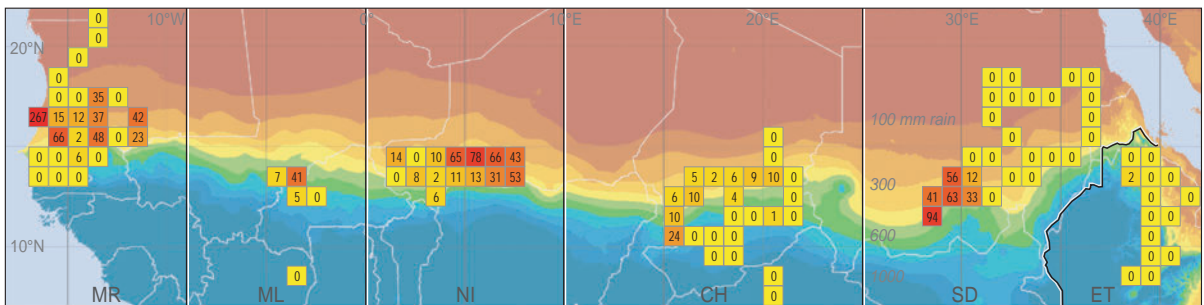 0 10°W 0° 10°E 20°E 30°E 40°E
0
20°N 0
0 0 0 0 0
0 0 35 0 0 0 0 0 0
267 15 12 37 42 100 mm rain 0 0
66 2 48 0 23 0 0 0
0 0 6 0 14 0 10 65 78 66 43 0 0 0 0 0 0 0 0
0 0 0 7 41 0 8 2 11 13 31 53 5 2 6 9 10 0 300 56 12 0 0 2 0 0
5 0 6 6 10 4 0 41 63 33 0 0 0 0
10 0 0 1 0 94 0 0
24 0 0 0 600 0
10°N
0 0 0 0
0 0 1000 0 0
MR ML NI CH 0 SD ET